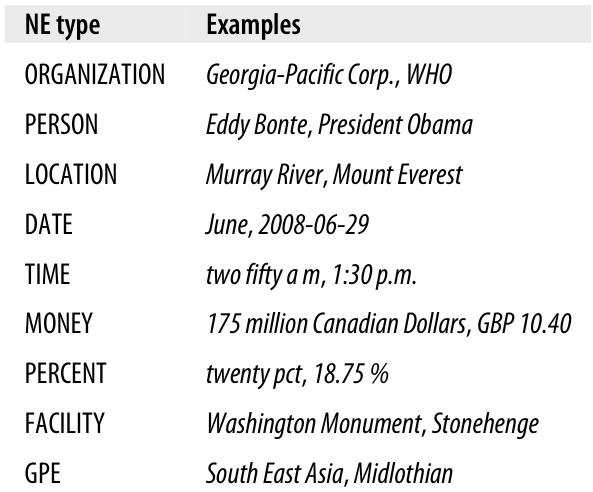 NE type Examples
ORGANIZATION Georgia-Pacific Corp., WHO
PERSON Eddy Bonte, President Obama
LOCATION Murray River, Mount Everest
DATE June, 2008-06-29
TIME two fifty a m, 1:30 p.m.
MONEY 175 million Canadian Dollars, GBP 10.40
PERCENT twenty pct, 18.75 %
FACILITY Washington Monument, Stonehenge
GPE South East Asia, Midlothian